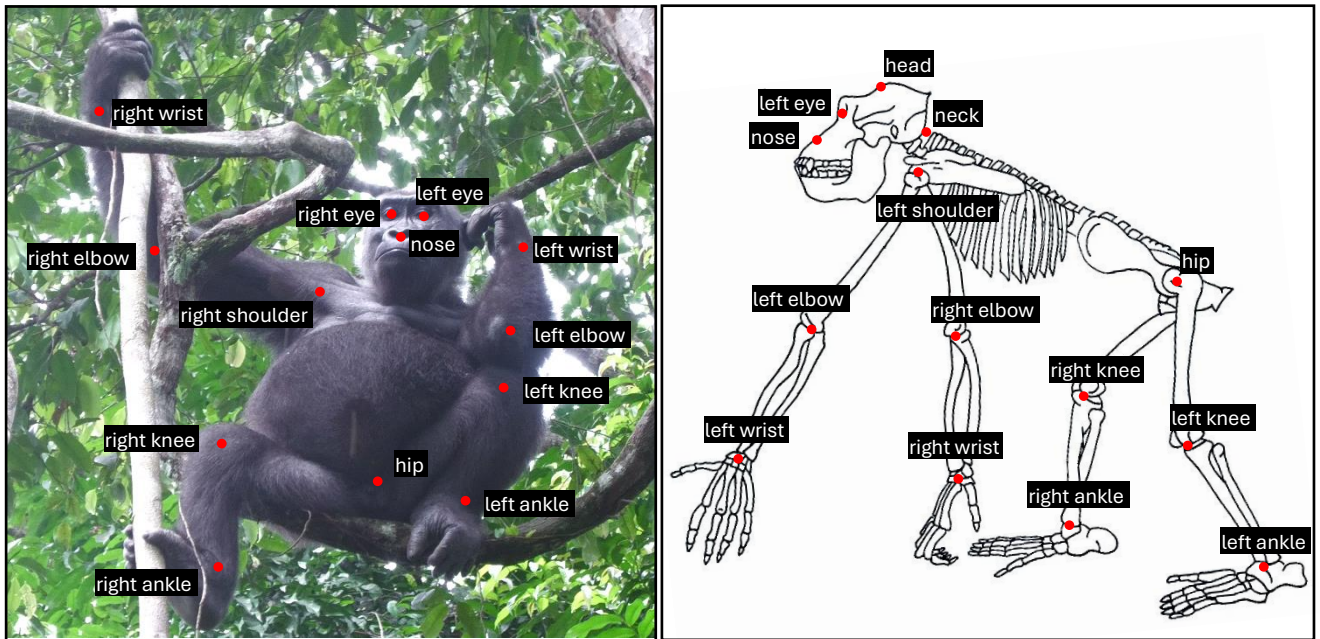 right wrist
left eye
right eye
nose
left wrist
right elbow
right shoulder
left elbow
left knee
right knee
hip
left ankle
right ankle
head
left eye
neck
nose
left shoulder
hip
left elbow
right elbow
right knee
left knee
left wrist
right wrist
right ankle
left ankle